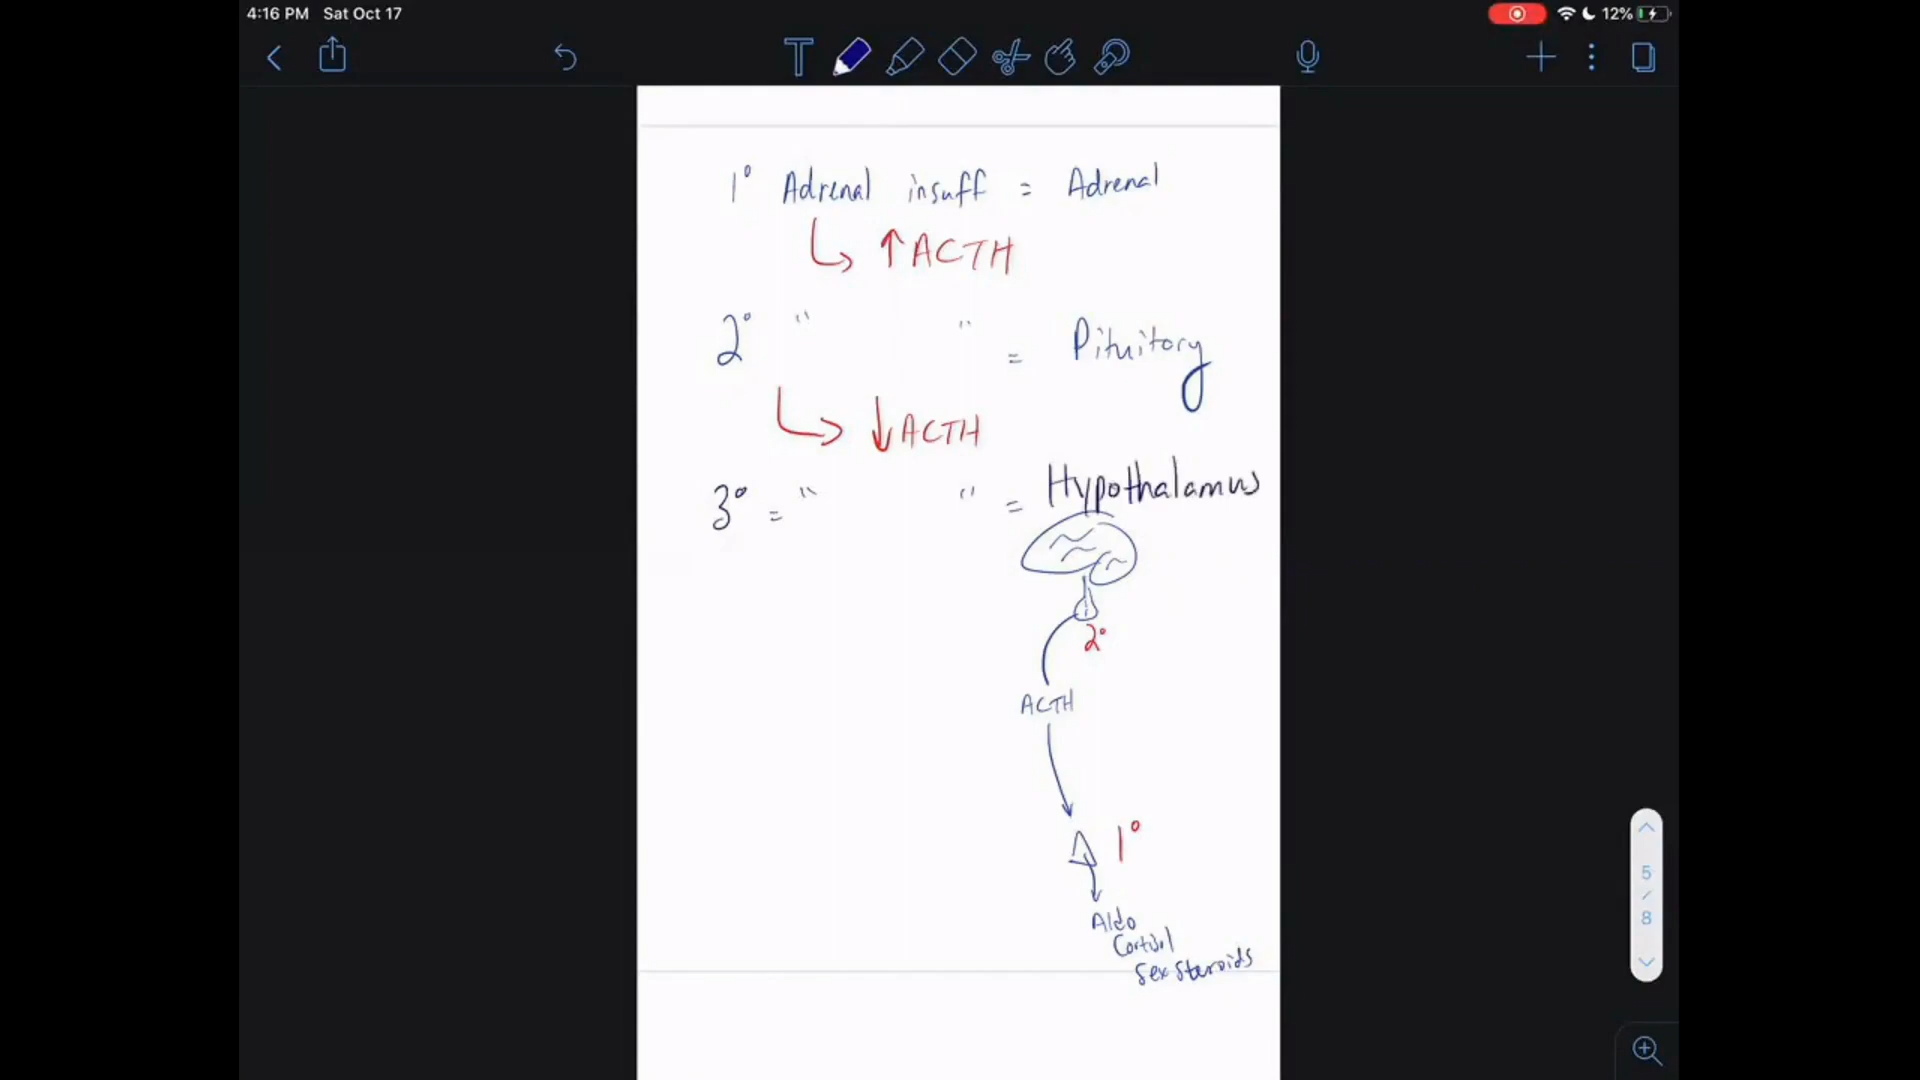 4:16 PM Sat Oct 17
12%
T
1° Adrenal insuff = Adrenal
↳ ↑ ACTH
2° " " = Pituitory
↳ ↓ ACTH
3° = " " = Hypothalamus
2°
ACTH
1°
Aldo
Cortisol
Sex Steroids
5
/
8